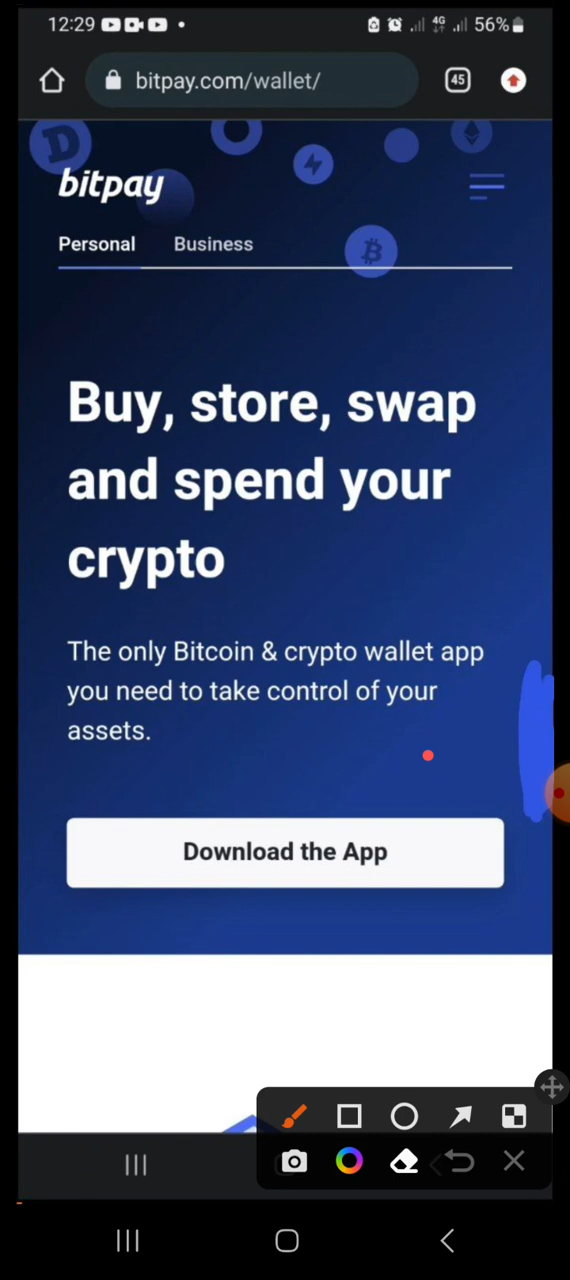 12:29 4G 56%
bitpay.com/wallet/ 45
bitpay
Personal Business
Buy, store, swap
and spend your
crypto
The only Bitcoin & crypto wallet app
you need to take control of your
assets.
Download the App